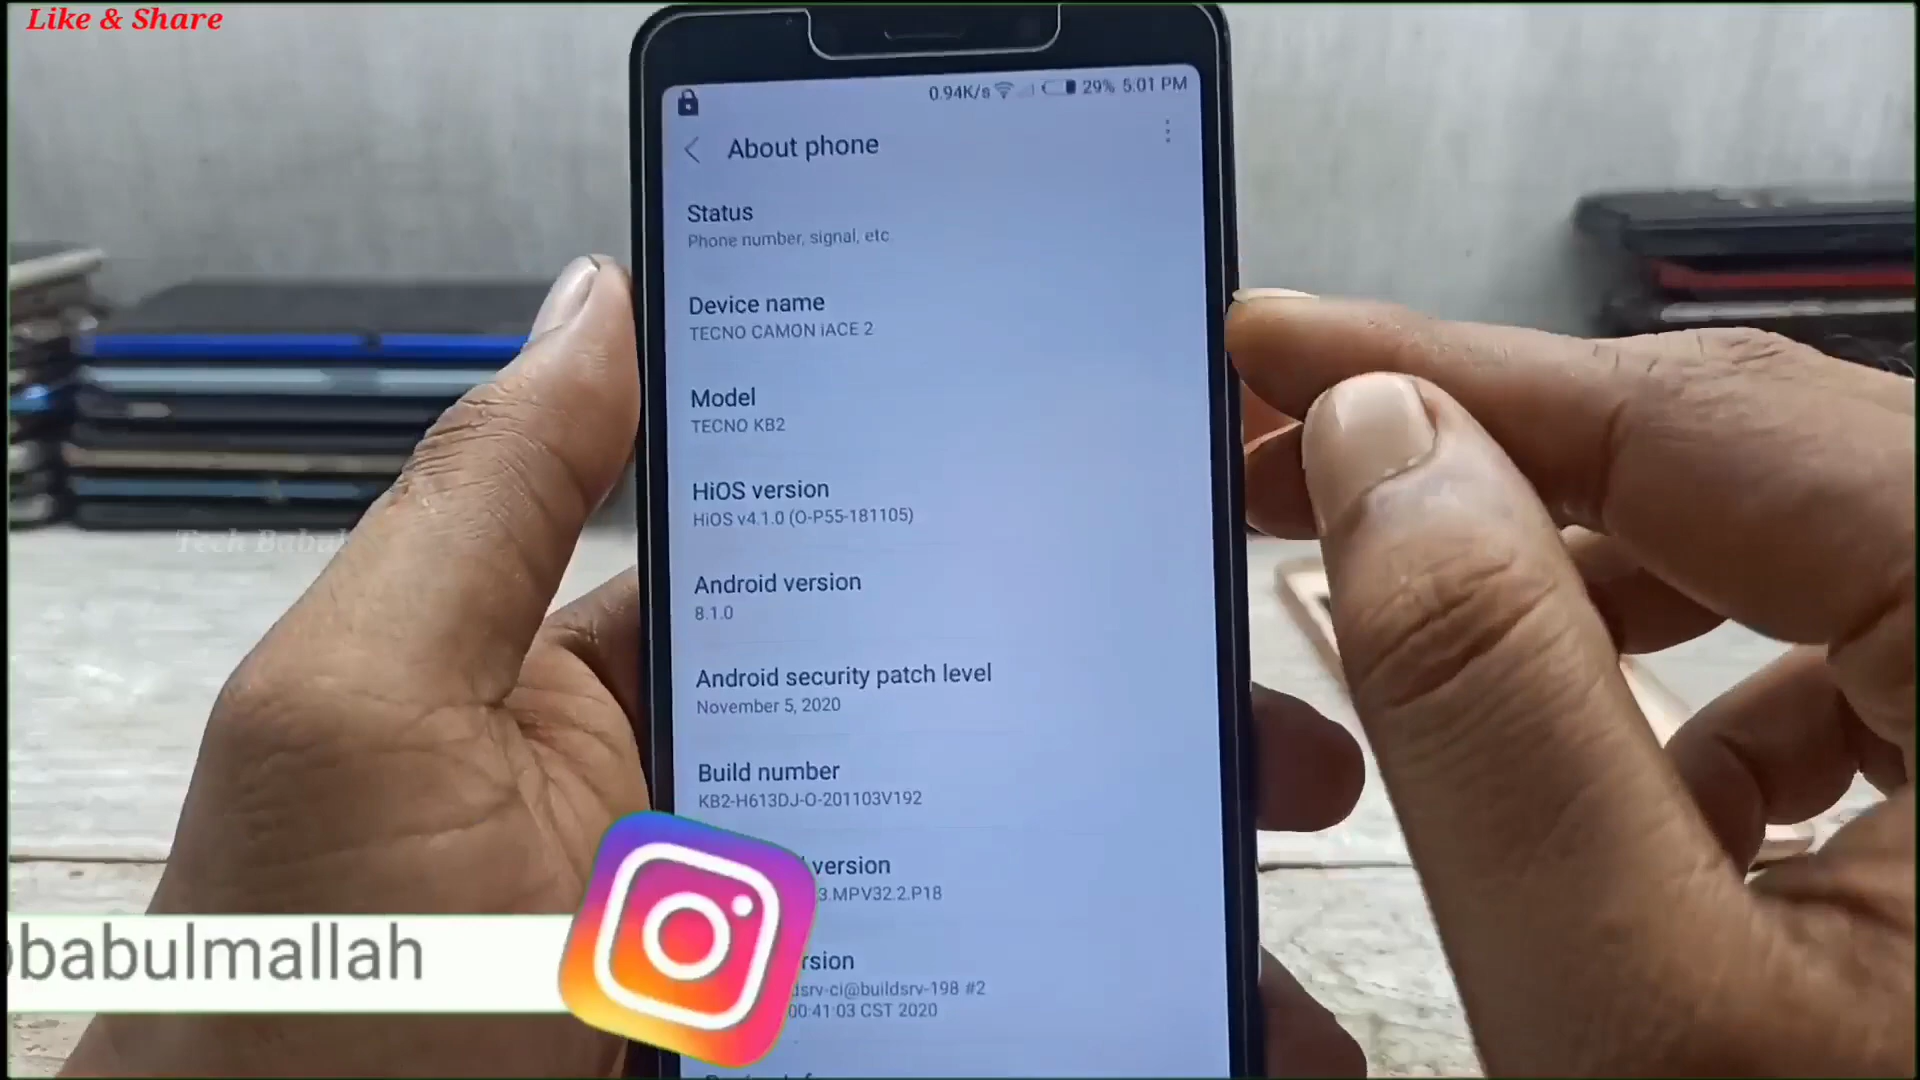 Like & Share
0.94K/s 29% 5:01 PM
About phone
Status
Phone number, signal, etc
Device name
TECNO CAMON iACE 2
Model
TECNO KB2
HiOS version
HiOS v4.1.0 (O-P55-181105)
Android version
8.1.0
Tech Babul
Android security patch level
November 5, 2020
Build number
KB2-H613DJ-O-201103V192
version
3.MPV32.2.P18
babulmallah
rsion
dsrv-ci@buildsrv-198 #2
00:41:03 CST 2020